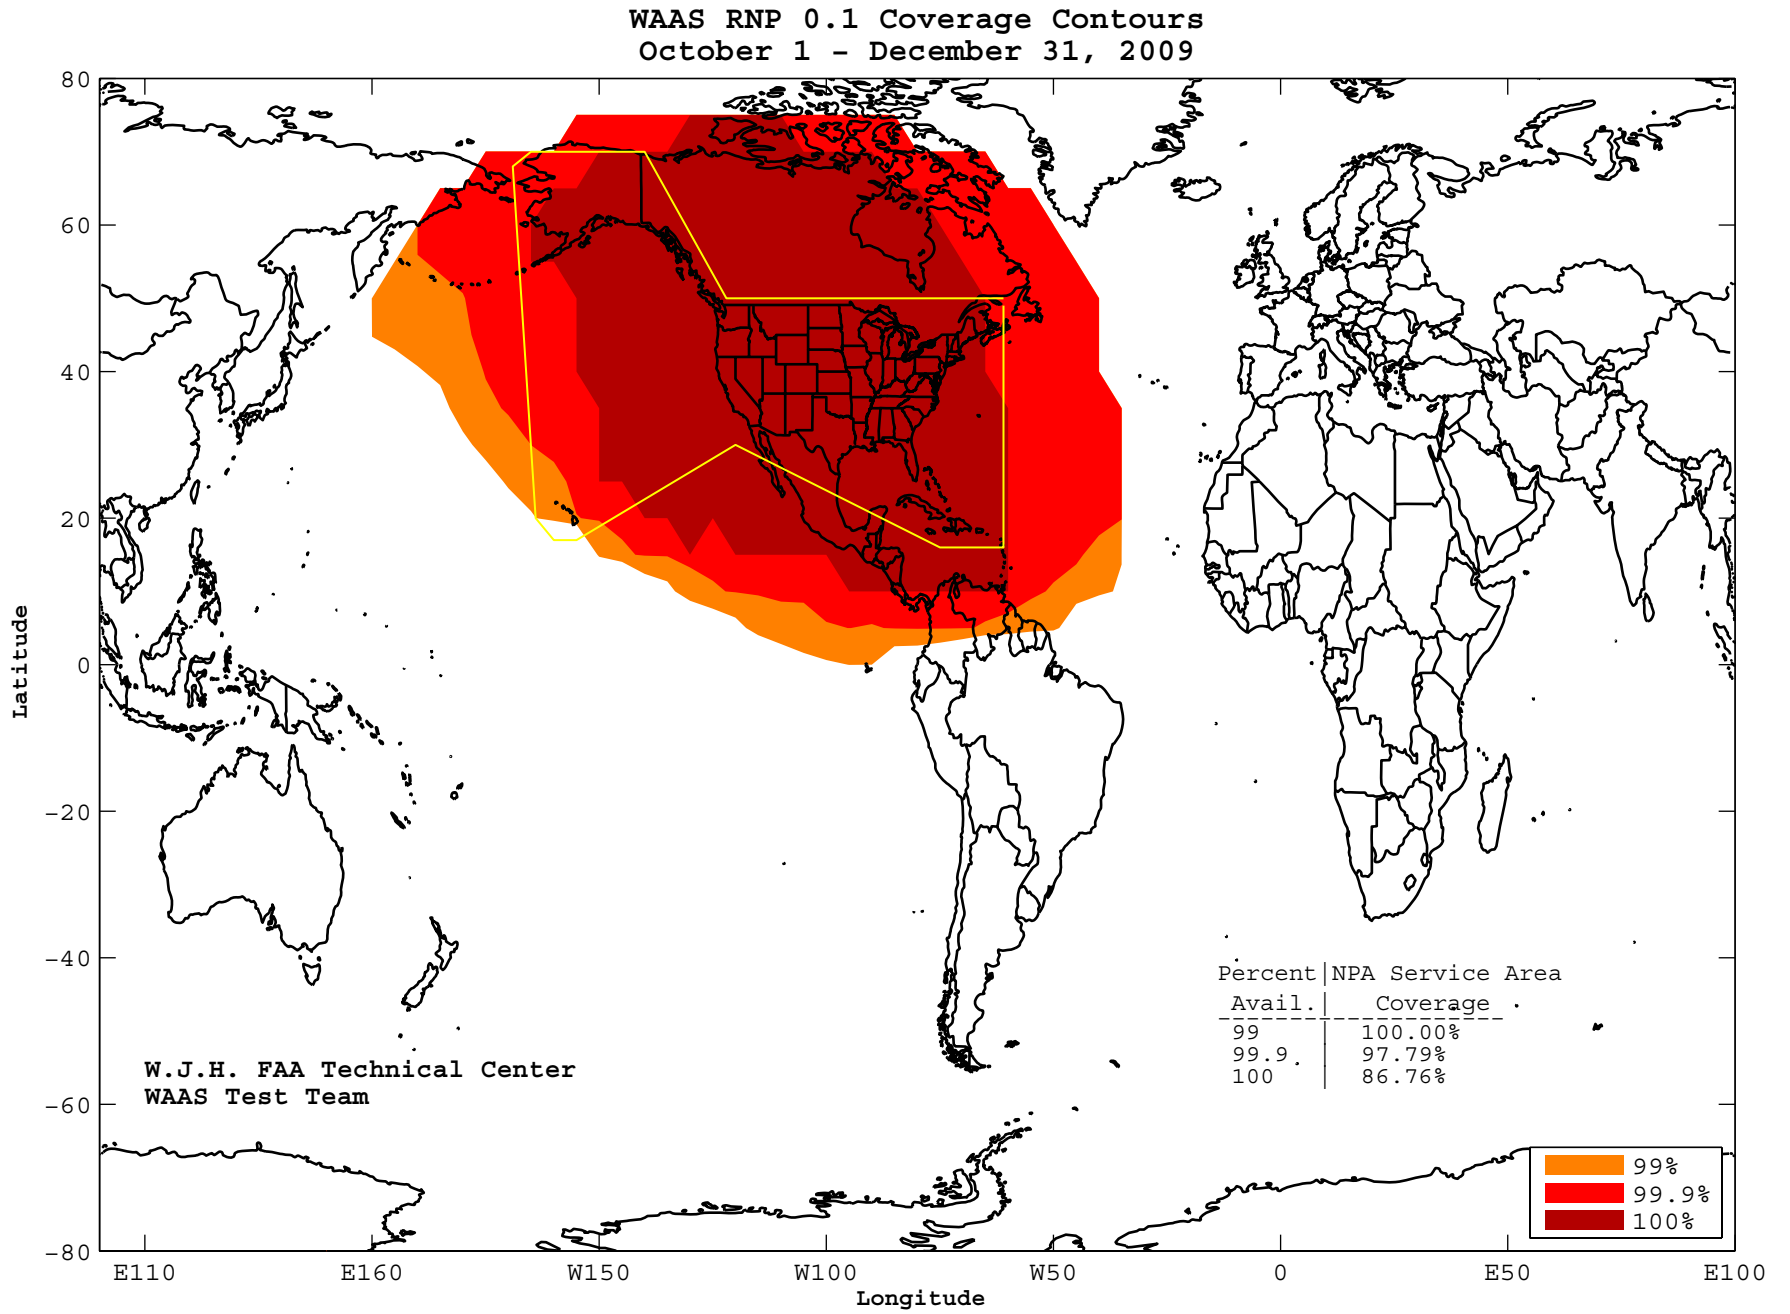 WAAS RNP 0.1 Coverage Contours
October 1 – December 31, 2009
80
60
40
20
0
−20
−40
−60
−80
Latitude
Percent|NPA Service Area
Avail.| Coverage
99 | 100.00%
99.9 | 97.79%
100 | 86.76%
W.J.H. FAA Technical Center
WAAS Test Team
99%
99.9%
100%
E110 E160 W150 W100 W50 0 E50 E100
Longitude